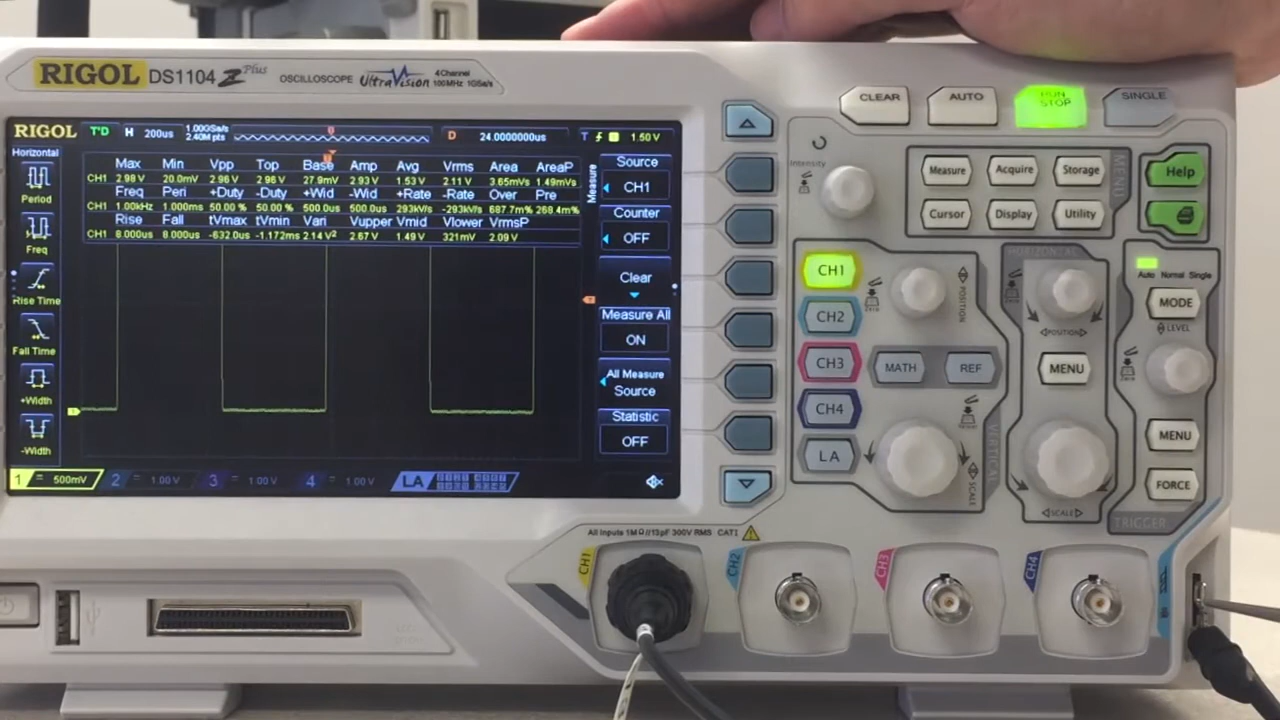 RIGOL DS1104 Z Plus OSCILLOSCOPE UltraVision 4 Channel 100MHz 1GSa/s
CLEAR AUTO RUN STOP SINGLE
RIGOL T'D H 200us 1.00GSa/s 2.40M pts D 24.0000000us T 1.50 V
Horizontal
Period
Freq
Rise Time
Fall Time
+Width
-Width
Max Min Vpp Top Base Amp Avg Vrms Area AreaP
CH1 2.98 V 20.0mV 2.96 V 2.96 V 27.9mV 2.93 V 1.53 V 2.11 V 3.65mVs 1.49mVs
Freq Peri +Duty -Duty +Wid -Wid +Rate -Rate Over Pre
CH1 1.00kHz 1.000ms 50.00 % 50.00 % 500.0us 500.0us 293kV/s -293kV/s 687.7m% 269.4m%
Rise Fall tVmax tVmin Vari Vupper Vmid Vlower VrmsP
CH1 8.000us 8.000us -632.0us -1.172ms 2.14 V² 2.67 V 1.49 V 321mV 2.09 V
Measure
Source
CH1
Counter
OFF
Clear
Measure All
ON
All Measure
Source
Statistic
OFF
1 = 500mV 2 = 1.00 V 3 = 1.00 V 4 = 1.00 V LA
Intensity
Measure Acquire Storage
Cursor Display Utility
MENU
Help
CH1
CH2
CH3
CH4
LA
POSITION
MATH REF
VERTICAL
SCALE
HORIZONTAL
POSITION
MENU
SCALE
Auto Normal Single
MODE
LEVEL
MENU
FORCE
TRIGGER
All Inputs 1MΩ//13pF 300V RMS CAT I
CH1
CH2
CH3
CH4